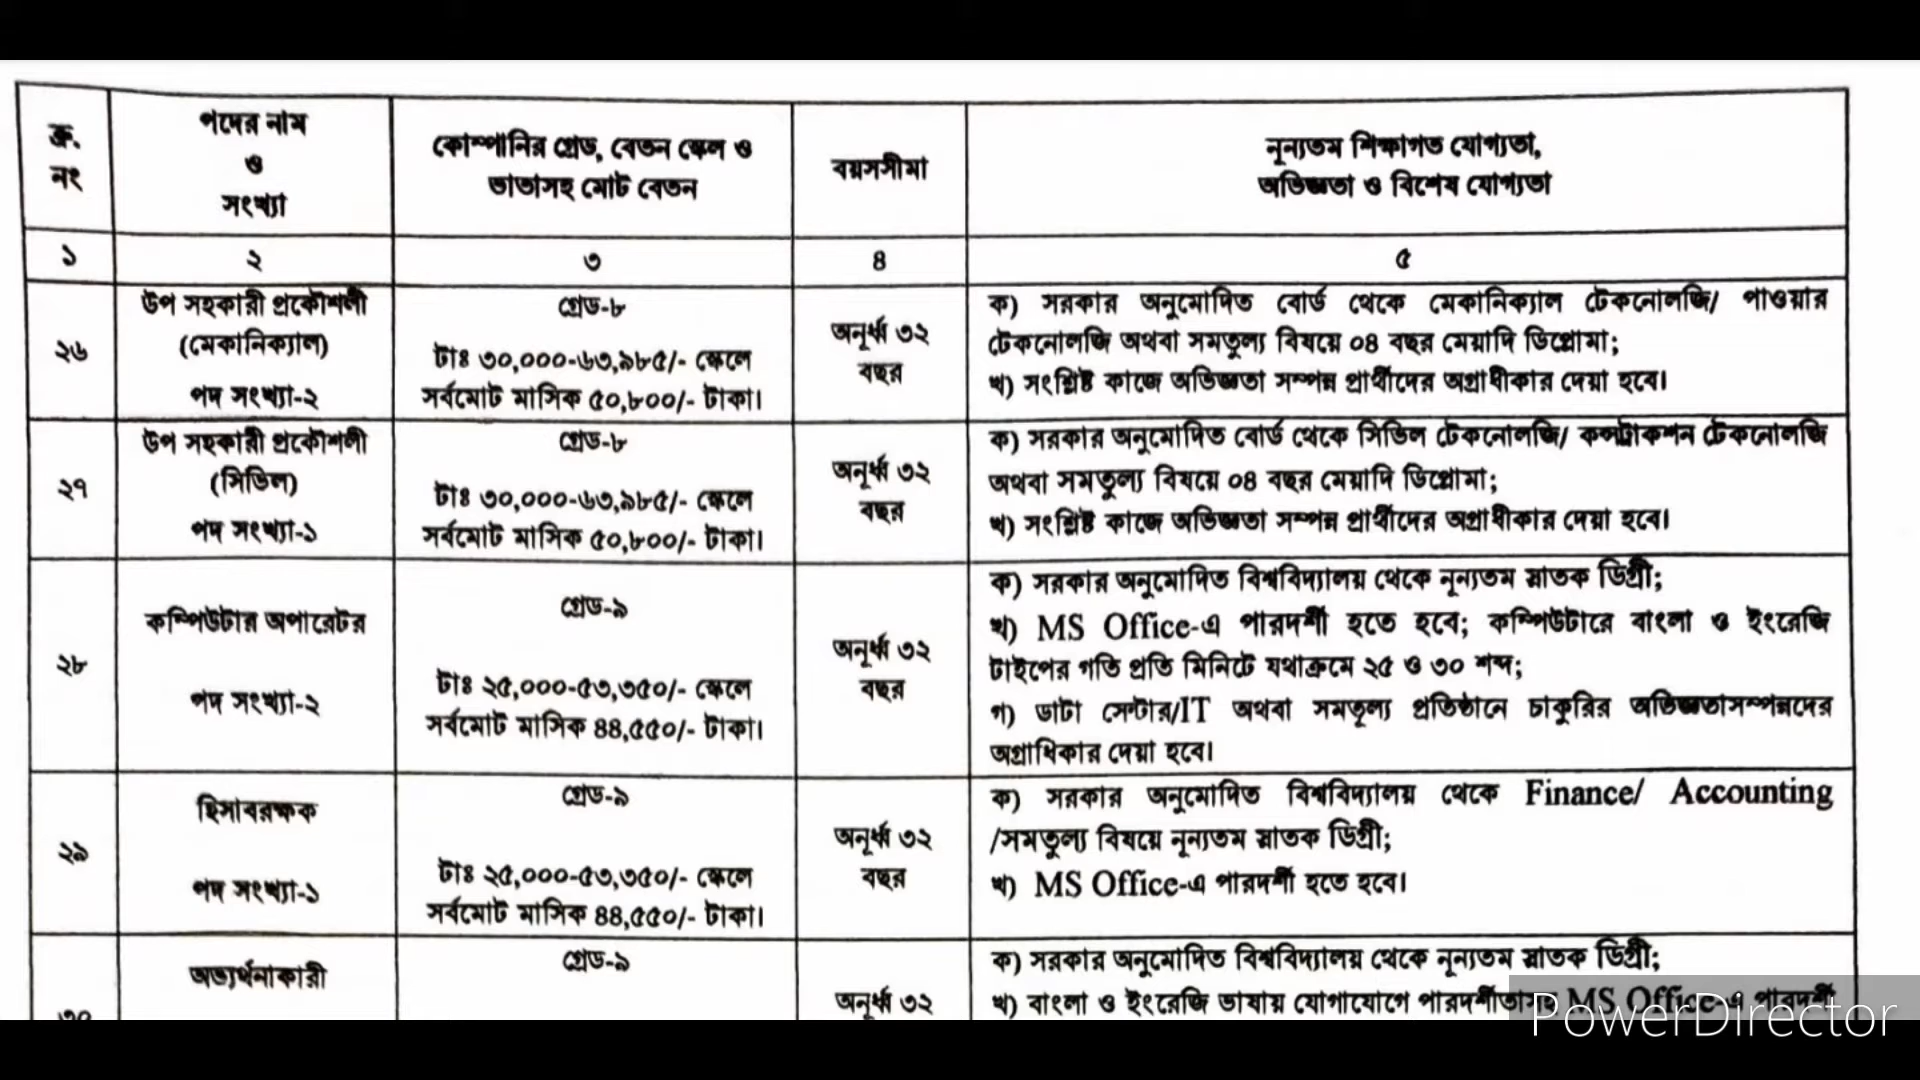 ক্র.
নং
পদের নাম
ও
সংখ্যা
কোম্পানির গ্রেড, বেতন স্কেল ও
ভাতাসহ মোট বেতন
বয়সসীমা
নূন্যতম শিক্ষাগত যোগ্যতা,
অভিজ্ঞতা ও বিশেষ যোগ্যতা
১
২
৩
৪
৫
২৬
উপ সহকারী প্রকৌশলী
(মেকানিক্যাল)
পদ সংখ্যা-২
গ্রেড-৮
টাঃ ৩০,০০০-৬৩,৯৮৫/- স্কেলে
সর্বমোট মাসিক ৫০,৮০০/- টাকা।
অনূর্ধ্ব ৩২
বছর
ক) সরকার অনুমোদিত বোর্ড থেকে মেকানিক্যাল টেকনোলজি/ পাওয়ার
টেকনোলজি অথবা সমতুল্য বিষয়ে ০৪ বছর মেয়াদি ডিপ্লোমা;
খ) সংশ্লিষ্ট কাজে অভিজ্ঞতা সম্পন্ন প্রার্থীদের অগ্রাধীকার দেয়া হবে।
২৭
উপ সহকারী প্রকৌশলী
(সিভিল)
পদ সংখ্যা-১
গ্রেড-৮
টাঃ ৩০,০০০-৬৩,৯৮৫/- স্কেলে
সর্বমোট মাসিক ৫০,৮০০/- টাকা।
অনূর্ধ্ব ৩২
বছর
ক) সরকার অনুমোদিত বোর্ড থেকে সিভিল টেকনোলজি/ কন্সট্রাকশন টেকনোলজি
অথবা সমতুল্য বিষয়ে ০৪ বছর মেয়াদি ডিপ্লোমা;
খ) সংশ্লিষ্ট কাজে অভিজ্ঞতা সম্পন্ন প্রার্থীদের অগ্রাধীকার দেয়া হবে।
২৮
কম্পিউটার অপারেটর
পদ সংখ্যা-২
গ্রেড-৯
টাঃ ২৫,০০০-৫৩,৩৫০/- স্কেলে
সর্বমোট মাসিক ৪৪,৫৫০/- টাকা।
অনূর্ধ্ব ৩২
বছর
ক) সরকার অনুমোদিত বিশ্ববিদ্যালয় থেকে নূন্যতম স্নাতক ডিগ্রী;
খ) MS Office-এ পারদর্শী হতে হবে; কম্পিউটারে বাংলা ও ইংরেজি
টাইপের গতি প্রতি মিনিটে যথাক্রমে ২৫ ও ৩০ শব্দ;
গ) ডাটা সেন্টার/IT অথবা সমতূল্য প্রতিষ্ঠানে চাকুরির অভিজ্ঞতাসম্পন্নদের
অগ্রাধিকার দেয়া হবে।
২৯
হিসাবরক্ষক
পদ সংখ্যা-১
গ্রেড-৯
টাঃ ২৫,০০০-৫৩,৩৫০/- স্কেলে
সর্বমোট মাসিক ৪৪,৫৫০/- টাকা।
অনূর্ধ্ব ৩২
বছর
ক) সরকার অনুমোদিত বিশ্ববিদ্যালয় থেকে Finance/ Accounting
/সমতুল্য বিষয়ে নূন্যতম স্নাতক ডিগ্রী;
খ) MS Office-এ পারদর্শী হতে হবে।
৩০
অভ্যর্থনাকারী
গ্রেড-৯
অনূর্ধ্ব ৩২
ক) সরকার অনুমোদিত বিশ্ববিদ্যালয় থেকে নূন্যতম স্নাতক ডিগ্রী;
খ) বাংলা ও ইংরেজি ভাষায় যোগাযোগে পারদর্শীতাসহ MS Office-এ পারদর্শী
PowerDirector